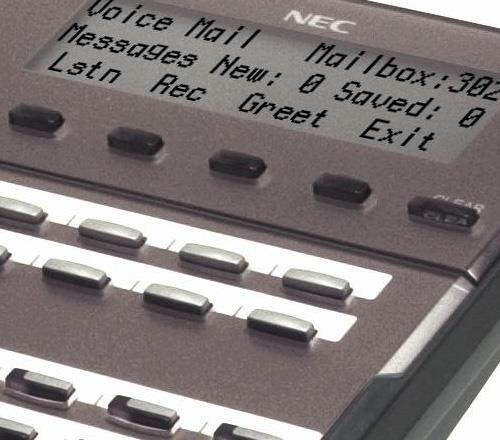 NEC
Voice Mail Mailbox:302
Messages New: 0 Saved: 0
Lstn Rec Greet Exit
CLEAR